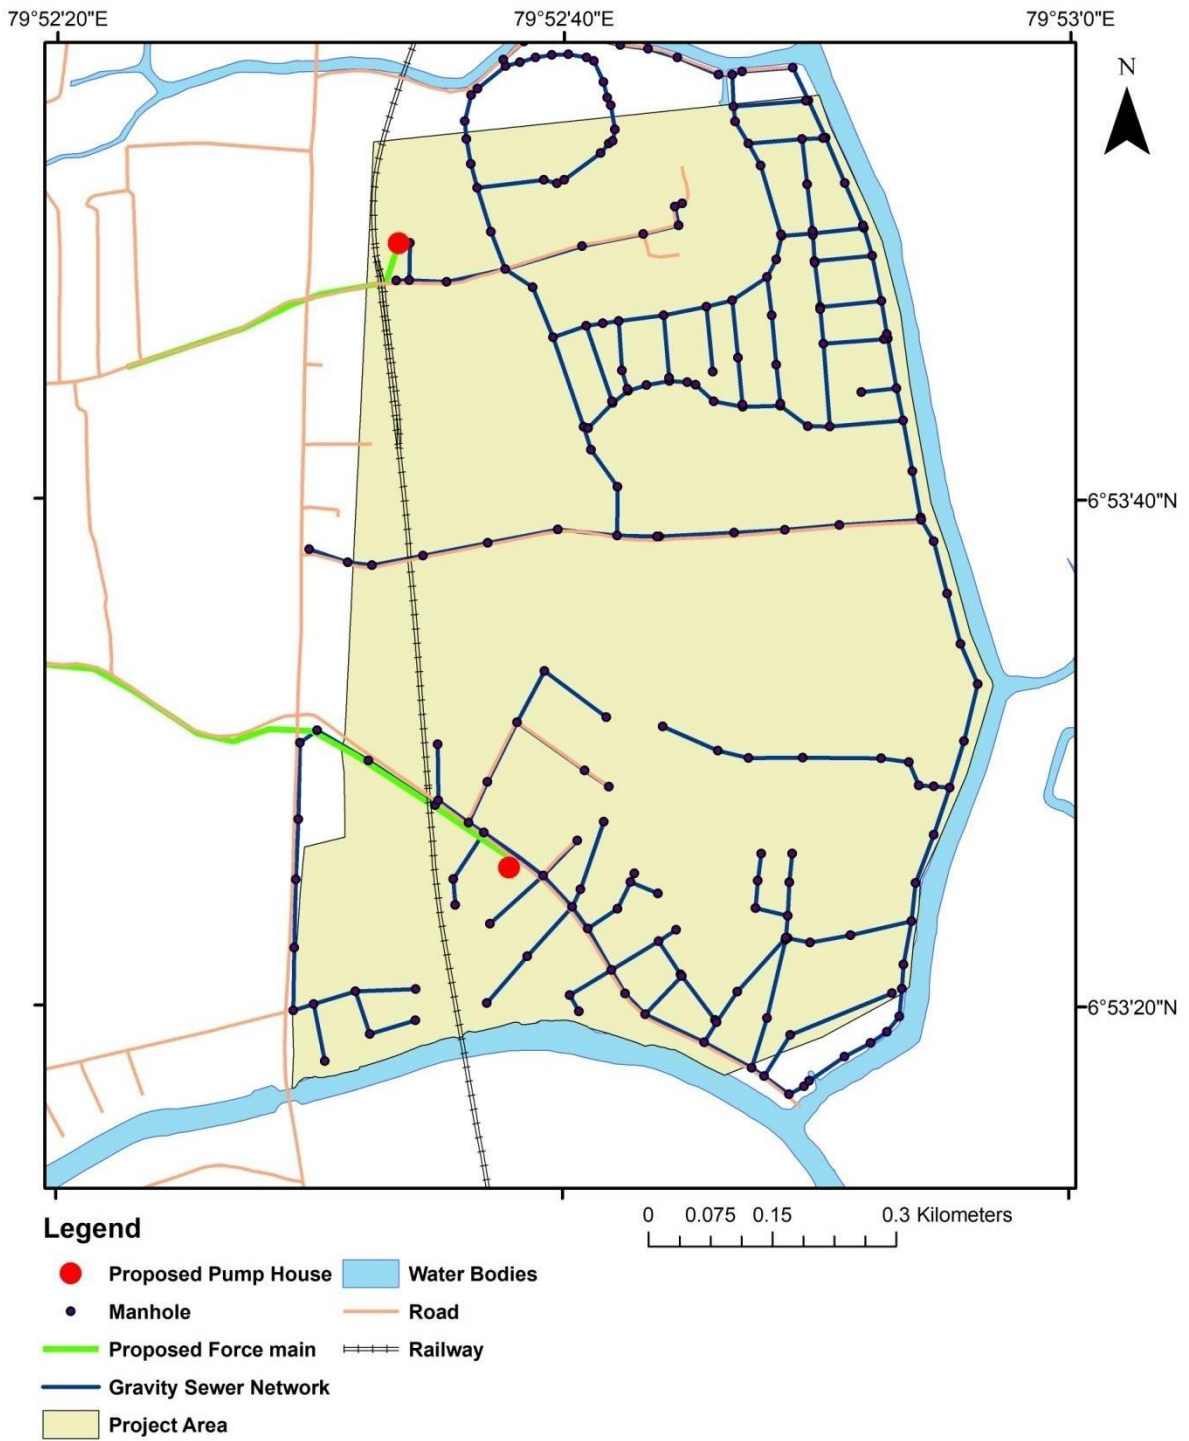 79°52'20"E 79°52'40"E 79°53'0"E
N
6°53'40"N
6°53'20"N
0 0.075 0.15 0.3 Kilometers
Legend
Proposed Pump House Water Bodies
Manhole Road
Proposed Force main Railway
Gravity Sewer Network
Project Area